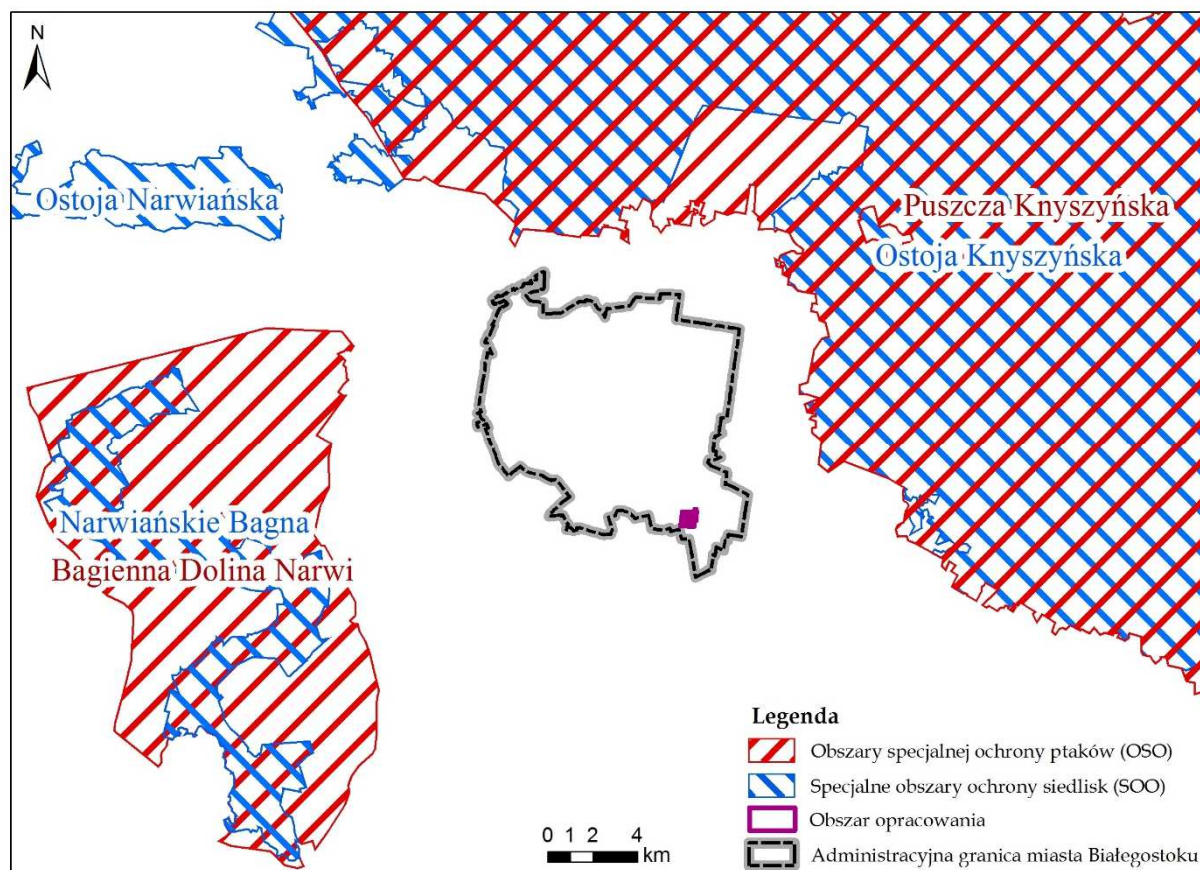 N
Ostoja Narwiańska
Puszcza Knyszyńska
Ostoja Knyszyńska
Narwiańskie Bagna
Bagienna Dolina Narwi
Legenda
Obszary specjalnej ochrony ptaków (OSO)
Specjalne obszary ochrony siedlisk (SOO)
Obszar opracowania
Administracyjna granica miasta Białegostoku
0 1 2 4
km